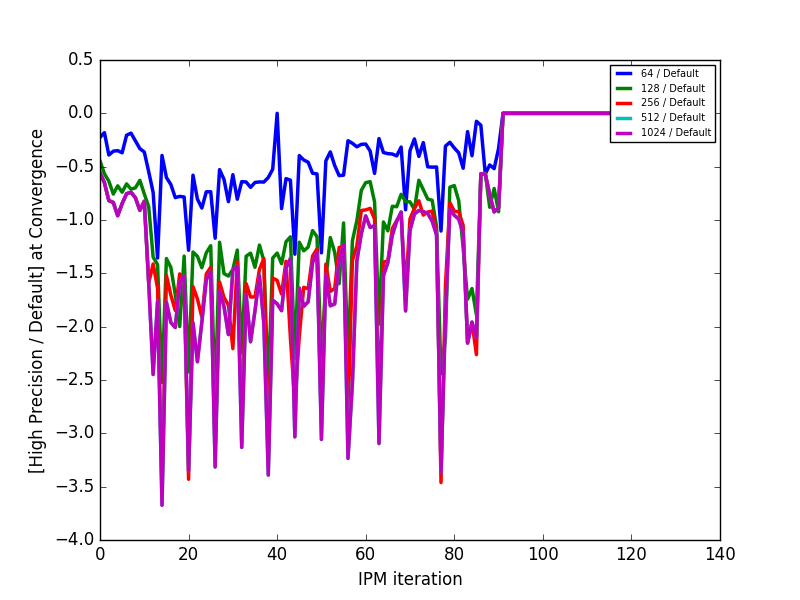 0.5
0.0
−0.5
−1.0
−1.5
−2.0
−2.5
−3.0
−3.5
−4.0
[High Precision / Default] at Convergence
64 / Default
128 / Default
256 / Default
512 / Default
1024 / Default
0 20 40 60 80 100 120 140
IPM iteration